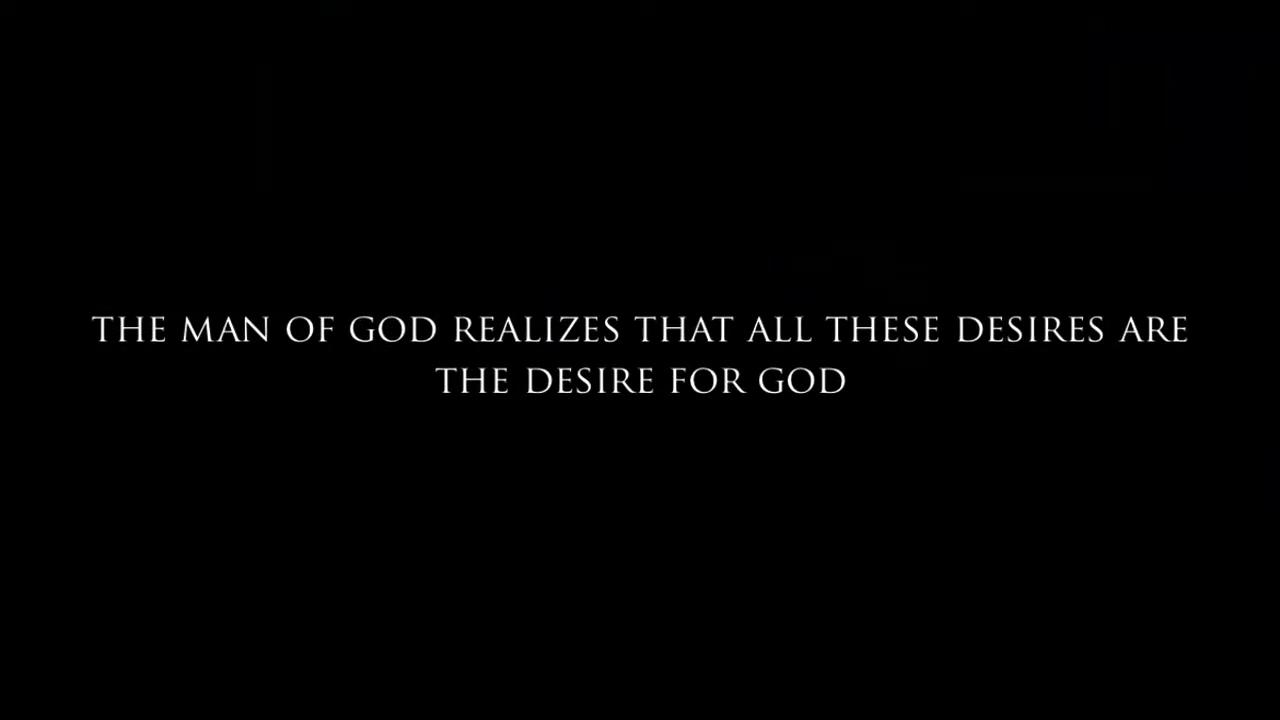 THE MAN OF GOD REALIZES THAT ALL THESE DESIRES ARE
THE DESIRE FOR GOD